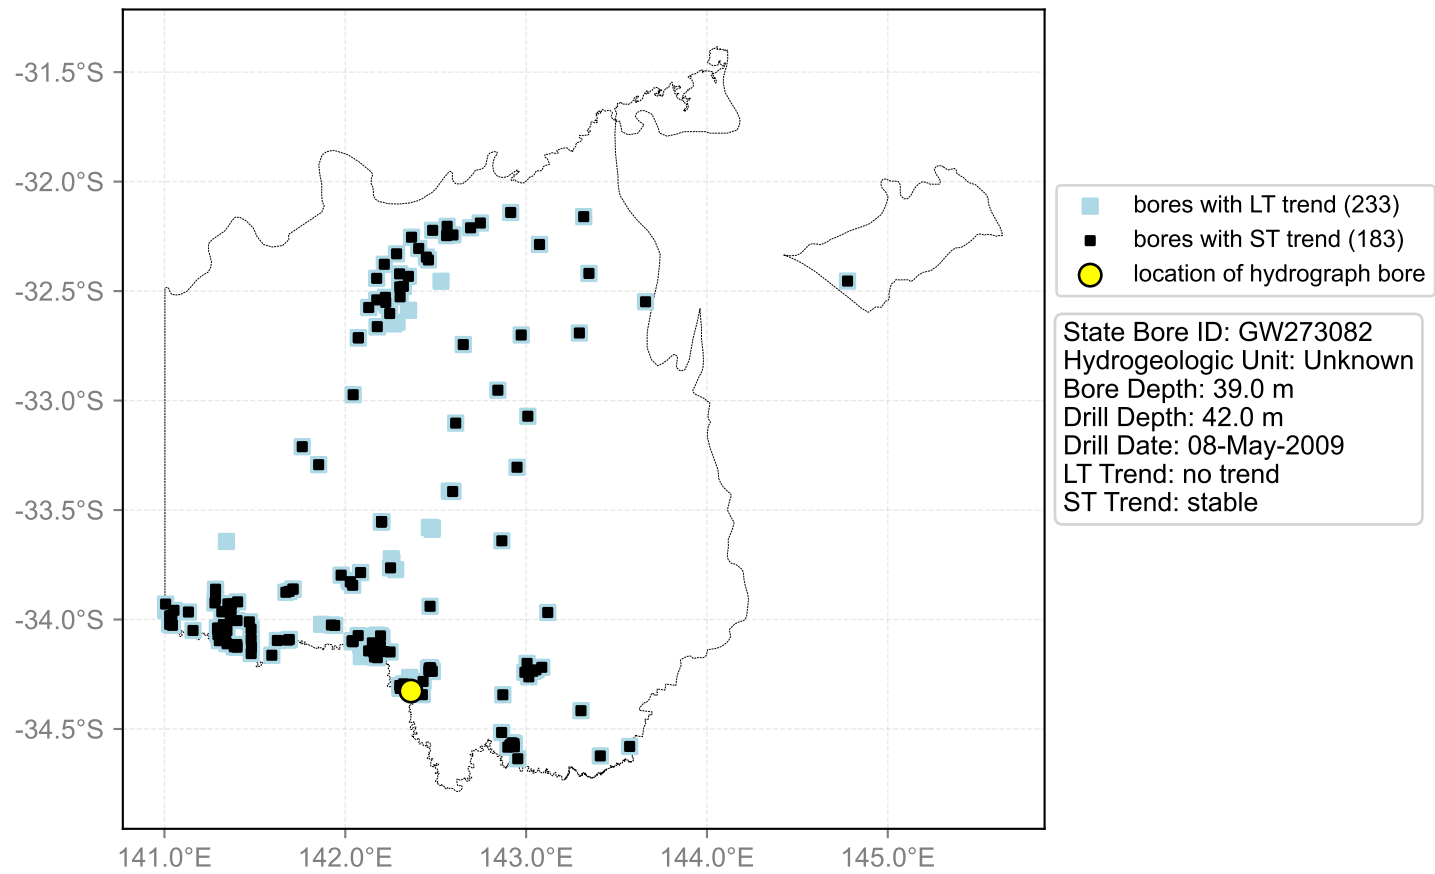 -31.5°S
-32.0°S
-32.5°S
-33.0°S
-33.5°S
-34.0°S
-34.5°S
141.0°E
142.0°E
143.0°E
144.0°E
145.0°E
bores with LT trend (233)
bores with ST trend (183)
location of hydrograph bore
State Bore ID: GW273082
Hydrogeologic Unit: Unknown
Bore Depth: 39.0 m
Drill Depth: 42.0 m
Drill Date: 08-May-2009
LT Trend: no trend
ST Trend: stable